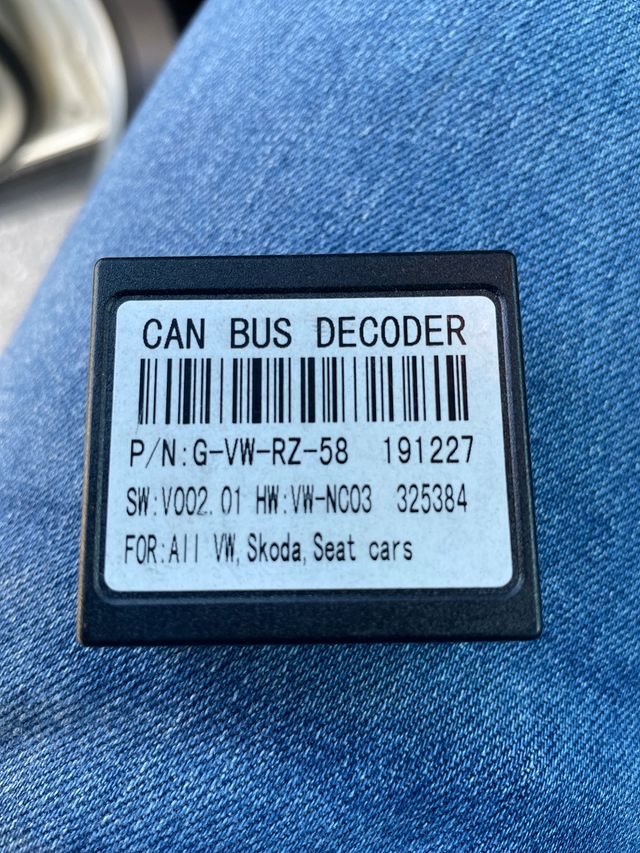 CAN BUS DECODER
P/N:G-VW-RZ-58 191227
SW:V002.01 HW:VW-NC03 325384
FOR:All VW,Skoda,Seat cars